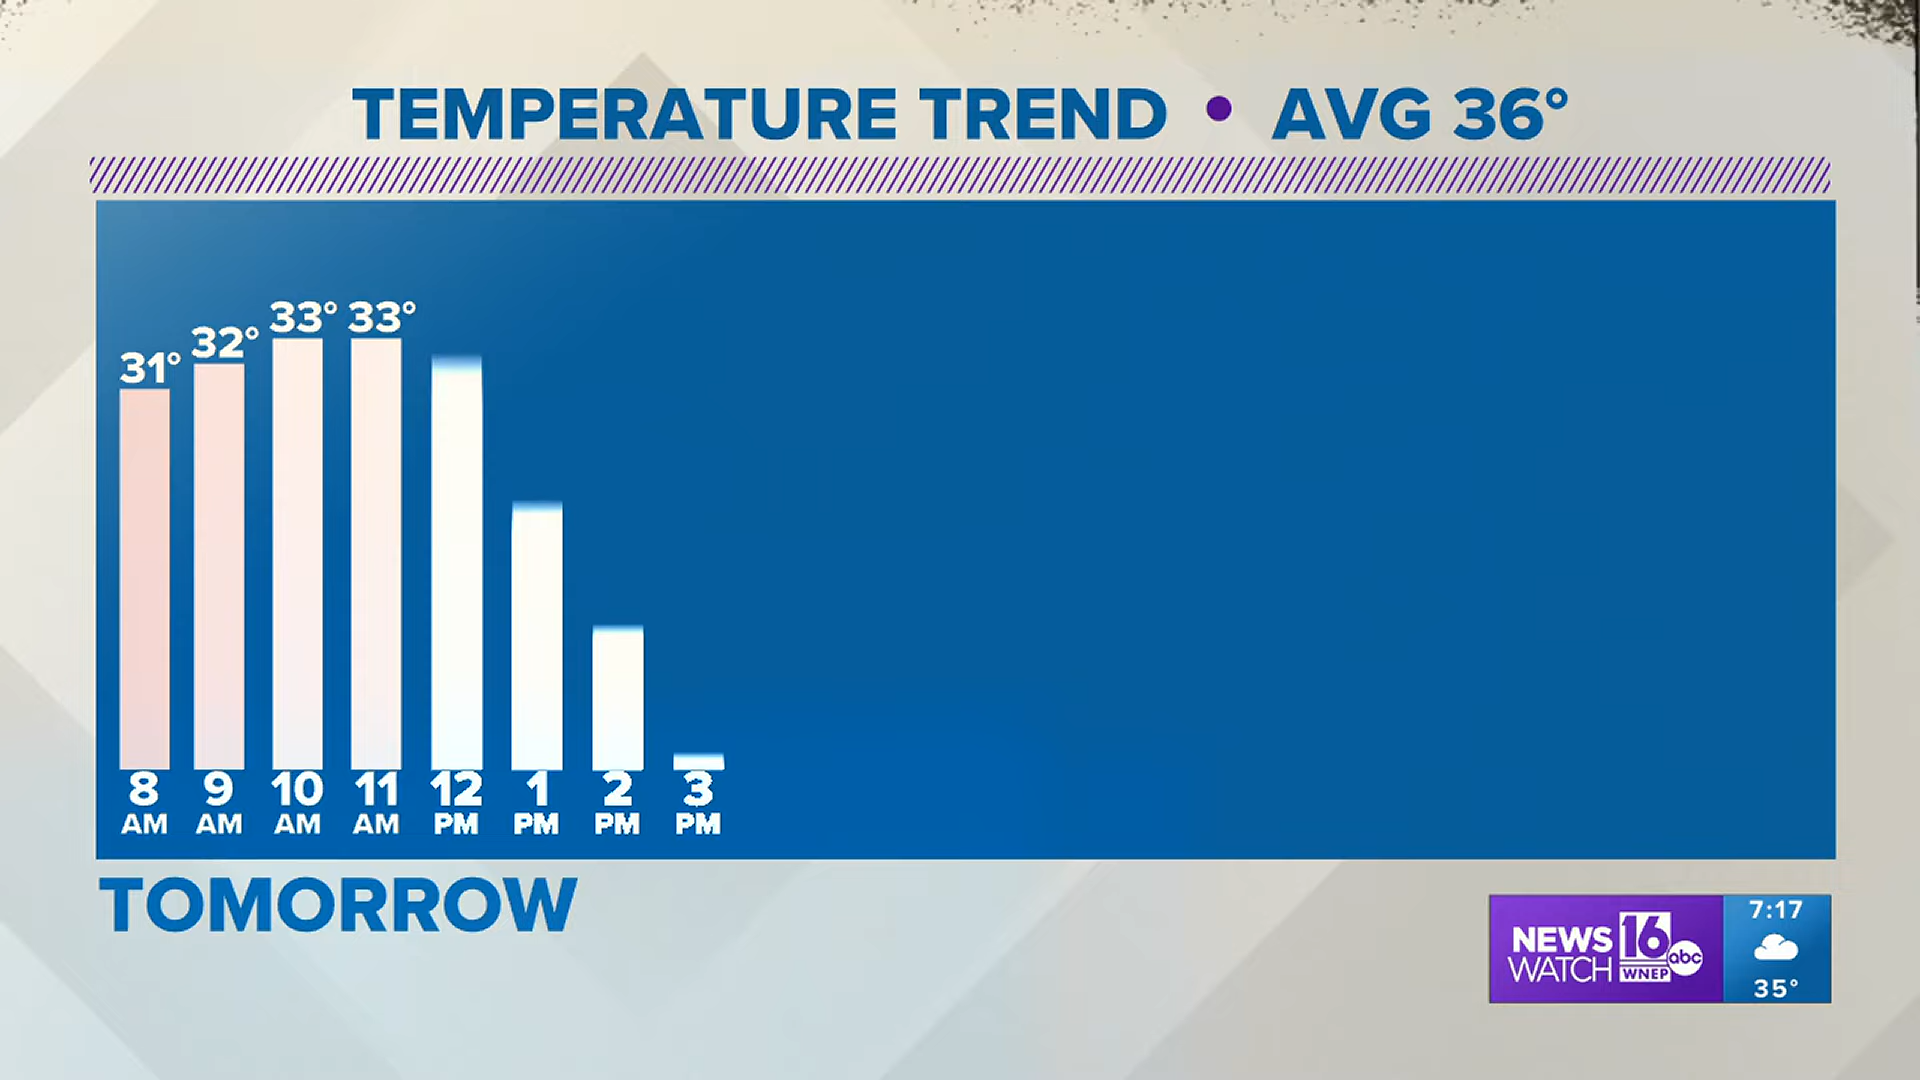 TEMPERATURE TREND • AVG 36°
31° 32° 33° 33°
8 9 10 11 12 1 2 3
AM AM AM AM PM PM PM PM
TOMORROW
NEWS WATCH 16 WNEP abc
7:17
35°